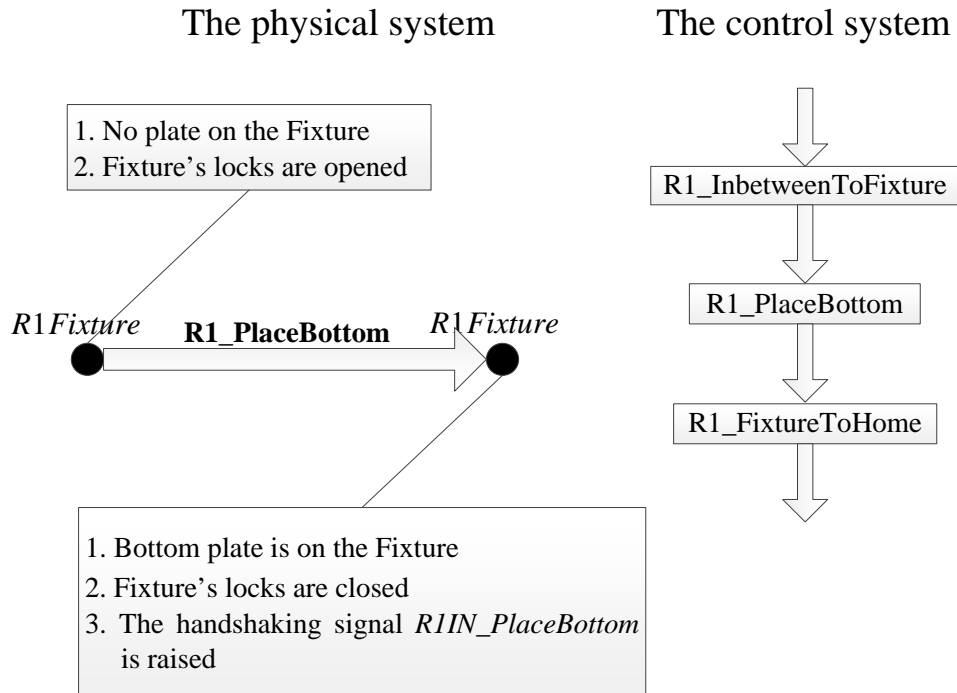 The physical system
The control system
1. No plate on the Fixture
2. Fixture's locks are opened
R1Fixture
R1_PlaceBottom
R1Fixture
1. Bottom plate is on the Fixture
2. Fixture's locks are closed
3. The handshaking signal R1IN_PlaceBottom
is raised
R1_InbetweenToFixture
R1_PlaceBottom
R1_FixtureToHome